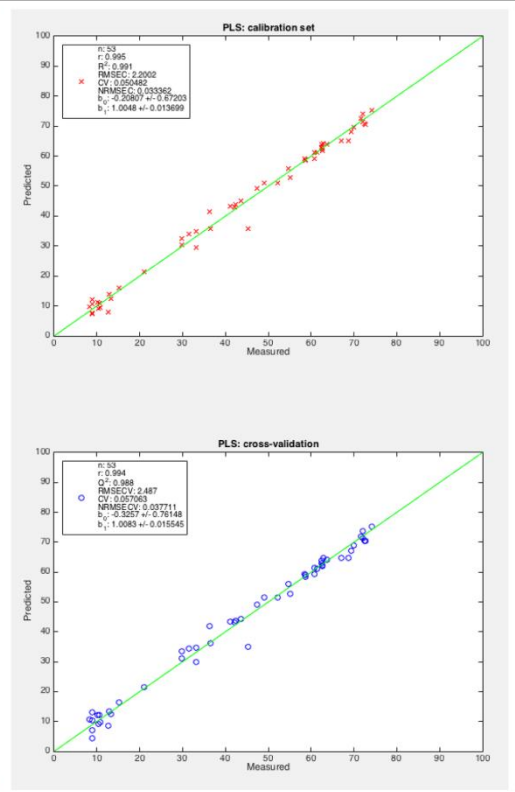 PLS: calibration set
100
90
80
70
60
50
40
30
20
10
0
Predicted
n: 53
r: 0.995
R²: 0.991
RMSEC: 2.2002
CV: 0.050482
NRMSEC: 0.033362
b₀: -0.20807 +/- 0.67203
b₁: 1.0048 +/- 0.013699
0 10 20 30 40 50 60 70 80 90 100
Measured
PLS: cross-validation
100
90
80
70
60
50
40
30
20
10
0
Predicted
n: 53
r: 0.994
Q²: 0.988
RMSECV: 2.487
CV: 0.057063
NRMSECV: 0.037711
b₀: -0.3257 +/- 0.76148
b₁: 1.0083 +/- 0.015545
0 10 20 30 40 50 60 70 80 90 100
Measured